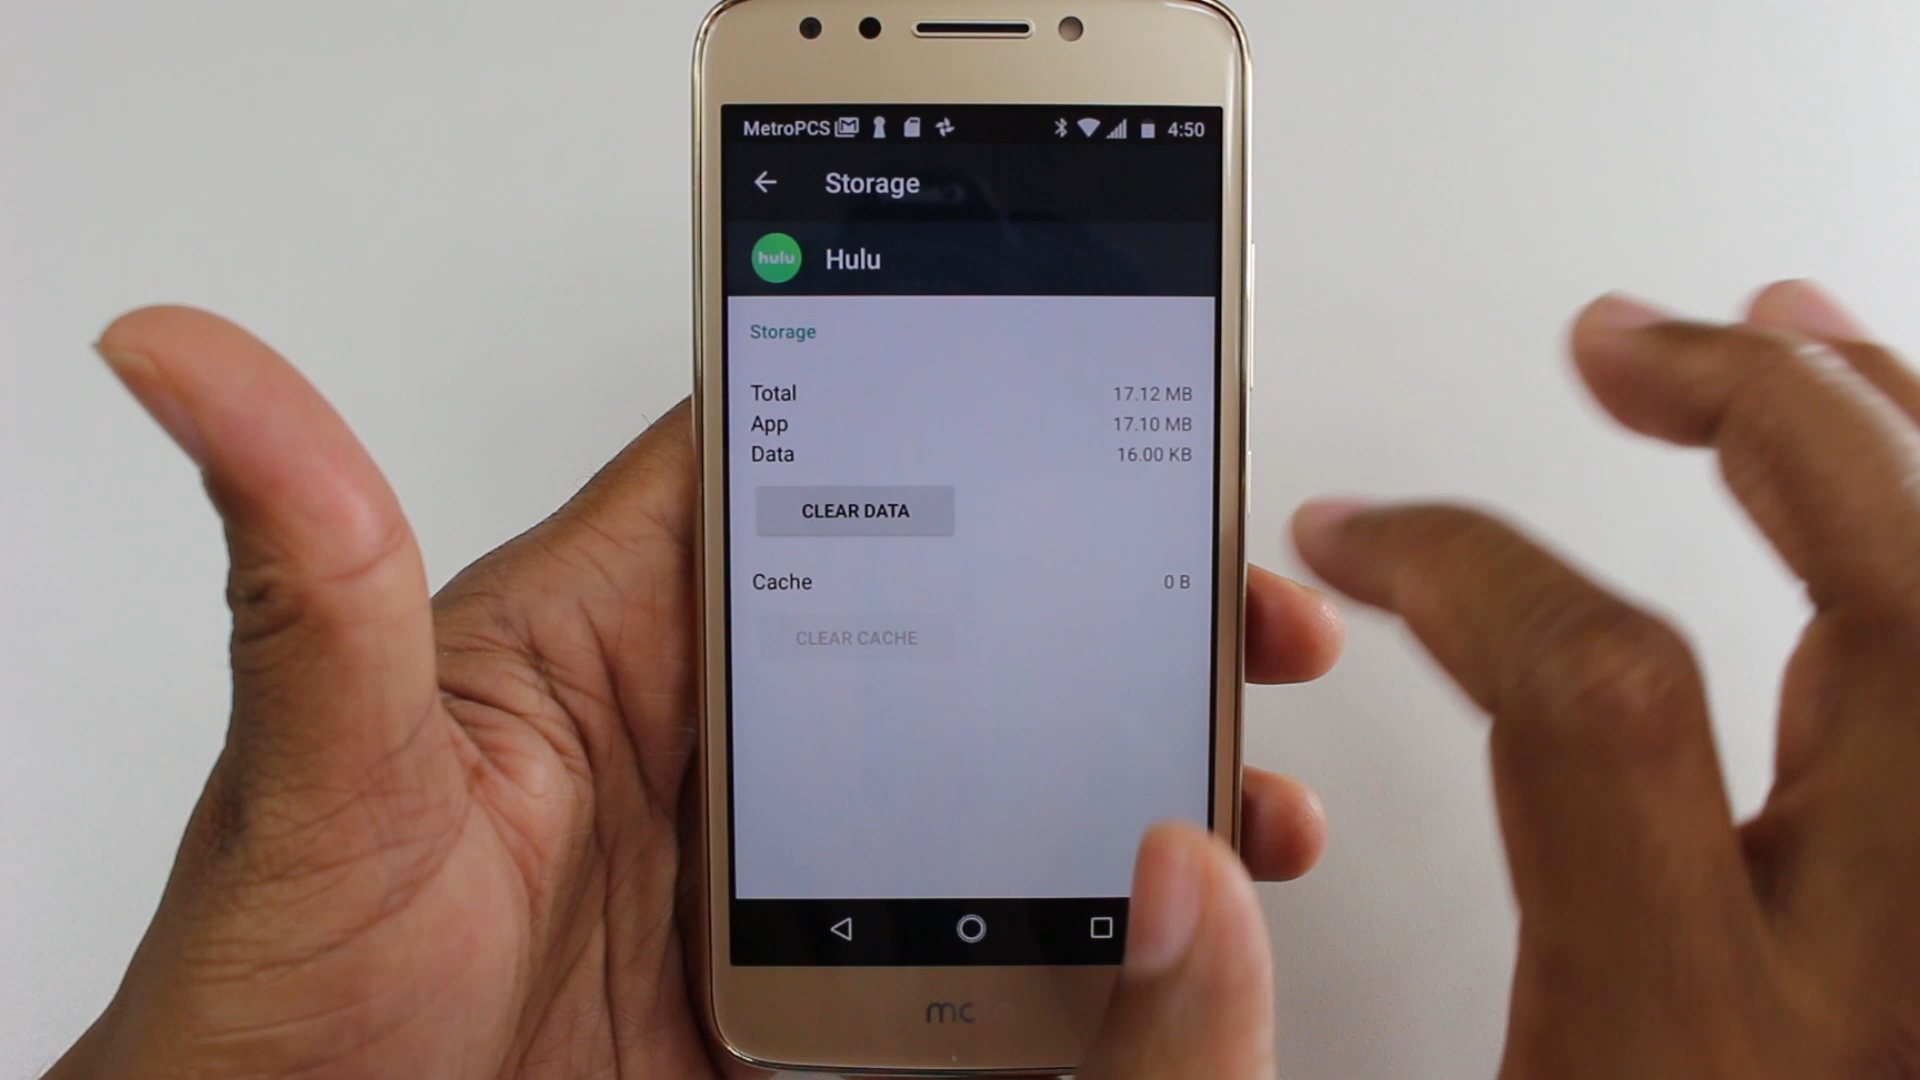 MetroPCS 4:50
Storage
hulu Hulu
Storage
Total 17.12 MB
App 17.10 MB
Data 16.00 KB
CLEAR DATA
Cache 0 B
CLEAR CACHE